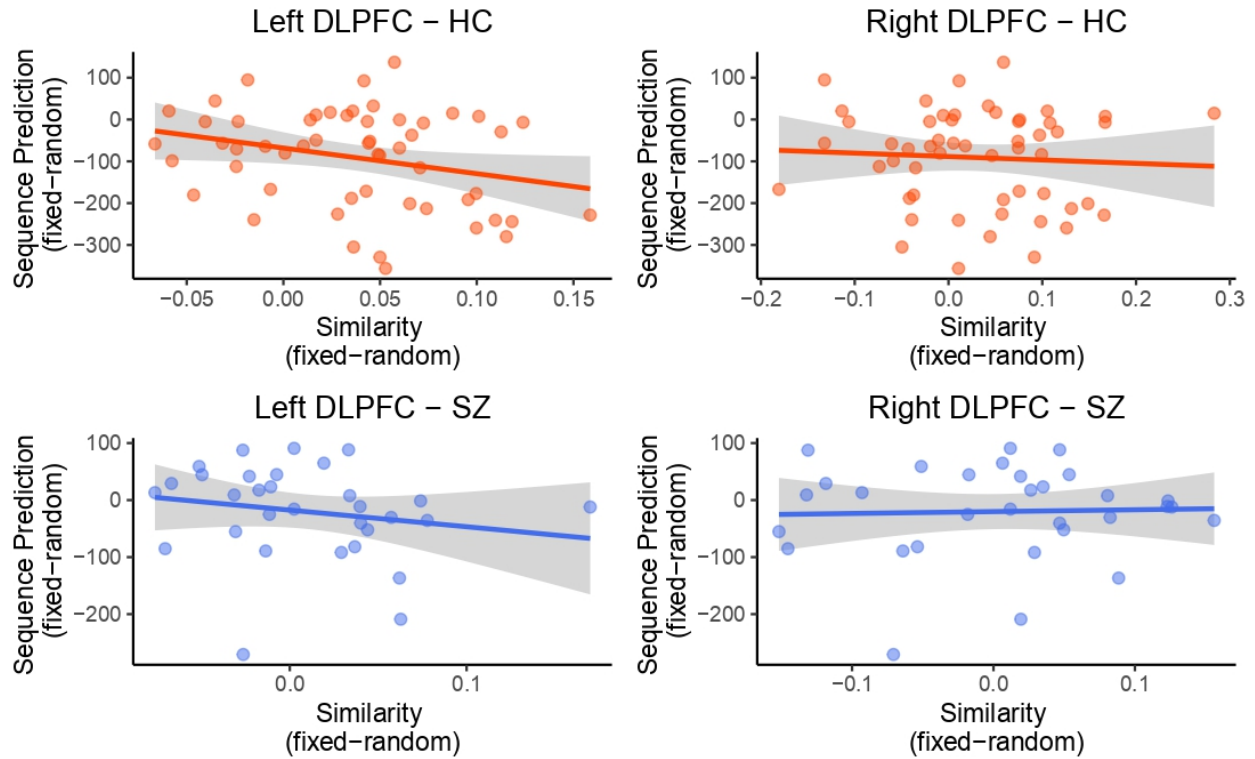 Left DLPFC − HC
Sequence Prediction
(fixed−random)
100
0
−100
−200
−300
−0.05
0.00
0.05
0.10
0.15
Similarity
(fixed−random)
Right DLPFC − HC
Sequence Prediction
(fixed−random)
100
0
−100
−200
−300
−0.2
−0.1
0.0
0.1
0.2
0.3
Similarity
(fixed−random)
Left DLPFC − SZ
Sequence Prediction
(fixed−random)
100
0
−100
−200
0.0
0.1
Similarity
(fixed−random)
Right DLPFC − SZ
Sequence Prediction
(fixed−random)
100
0
−100
−200
−0.1
0.0
0.1
Similarity
(fixed−random)